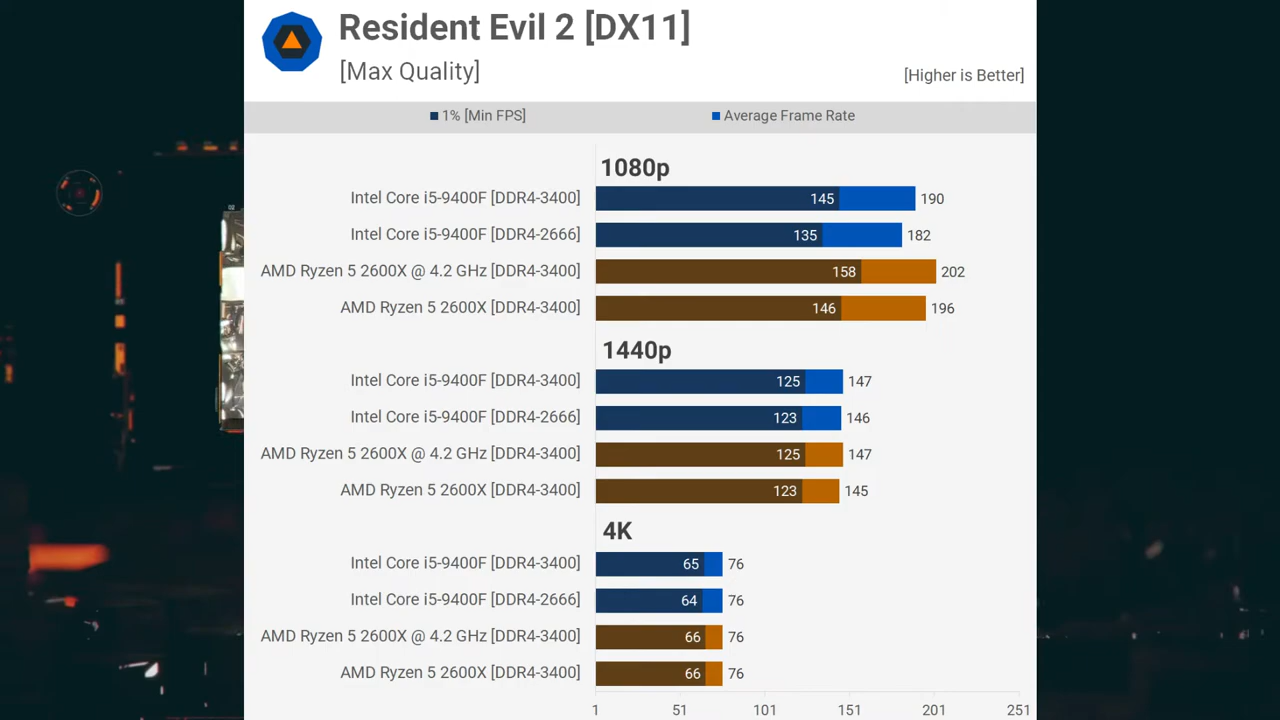 Resident Evil 2 [DX11]
[Max Quality]
[Higher is Better]
1% [Min FPS] Average Frame Rate
1080p
Intel Core i5-9400F [DDR4-3400] 145 190
Intel Core i5-9400F [DDR4-2666] 135 182
AMD Ryzen 5 2600X @ 4.2 GHz [DDR4-3400] 158 202
AMD Ryzen 5 2600X [DDR4-3400] 146 196
1440p
Intel Core i5-9400F [DDR4-3400] 125 147
Intel Core i5-9400F [DDR4-2666] 123 146
AMD Ryzen 5 2600X @ 4.2 GHz [DDR4-3400] 125 147
AMD Ryzen 5 2600X [DDR4-3400] 123 145
4K
Intel Core i5-9400F [DDR4-3400] 65 76
Intel Core i5-9400F [DDR4-2666] 64 76
AMD Ryzen 5 2600X @ 4.2 GHz [DDR4-3400] 66 76
AMD Ryzen 5 2600X [DDR4-3400] 66 76
1 51 101 151 201 251